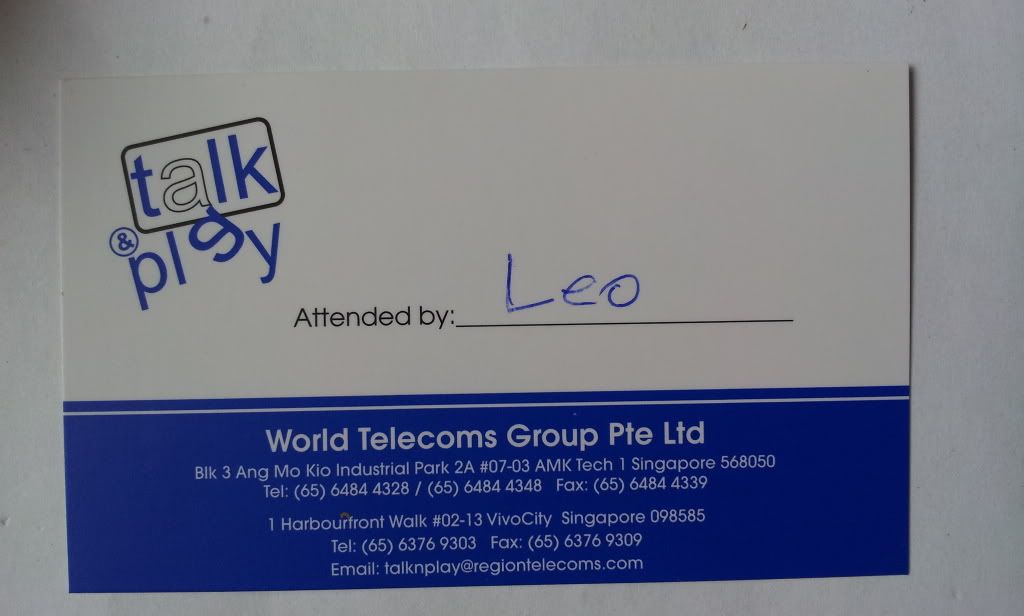 talk
& play
Attended by: Leo
World Telecoms Group Pte Ltd
Blk 3 Ang Mo Kio Industrial Park 2A #07-03 AMK Tech 1 Singapore 568050
Tel: (65) 6484 4328 / (65) 6484 4348 Fax: (65) 6484 4339
1 Harbourfront Walk #02-13 VivoCity Singapore 098585
Tel: (65) 6376 9303 Fax: (65) 6376 9309
Email: talknplay@regiontelecoms.com